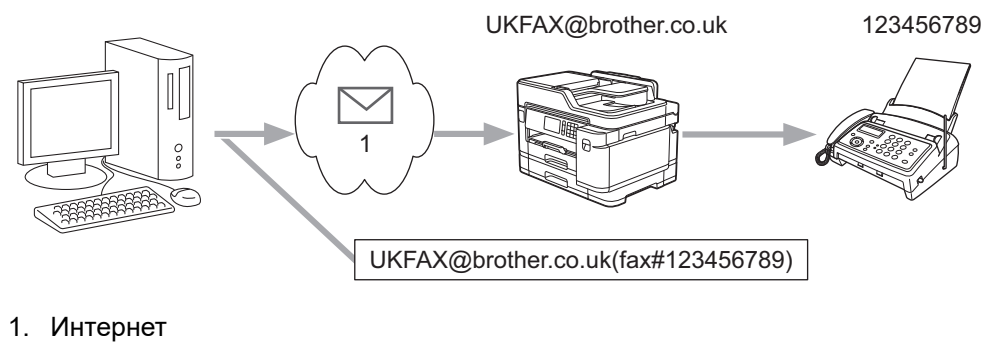 UKFAX@brother.co.uk 123456789
1
UKFAX@brother.co.uk(fax#123456789)
1. Интернет